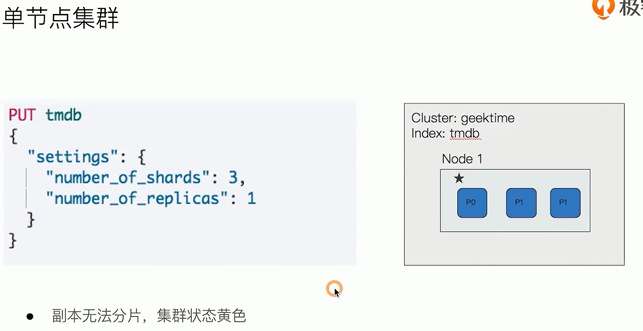 单节点集群
极客
PUT tmdb
{
"settings": {
"number_of_shards": 3,
"number_of_replicas": 1
}
}
Cluster: geektime
Index: tmdb
Node 1
P0
P1
P1
● 副本无法分片，集群状态黄色